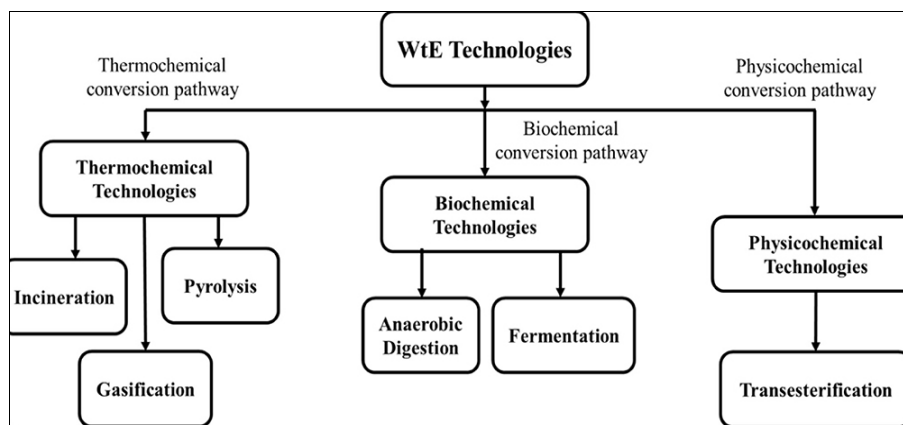 WtE Technologies
Thermochemical
conversion pathway
Physicochemical
conversion pathway
Biochemical
conversion pathway
Thermochemical
Technologies
Biochemical
Technologies
Physicochemical
Technologies
Incineration
Pyrolysis
Gasification
Anaerobic
Digestion
Fermentation
Transesterification